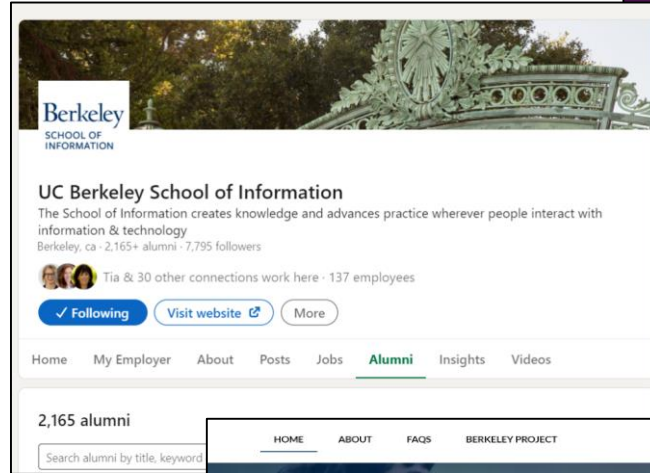 Berkeley
SCHOOL OF
INFORMATION
UC Berkeley School of Information
The School of Information creates knowledge and advances practice wherever people interact with
information & technology
Berkeley, ca · 2,165+ alumni · 7,795 followers
Tia & 30 other connections work here · 137 employees
✓ Following Visit website More
Home My Employer About Posts Jobs Alumni Insights Videos
2,165 alumni
Search alumni by title, keyword
HOME ABOUT FAQS BERKELEY PROJECT